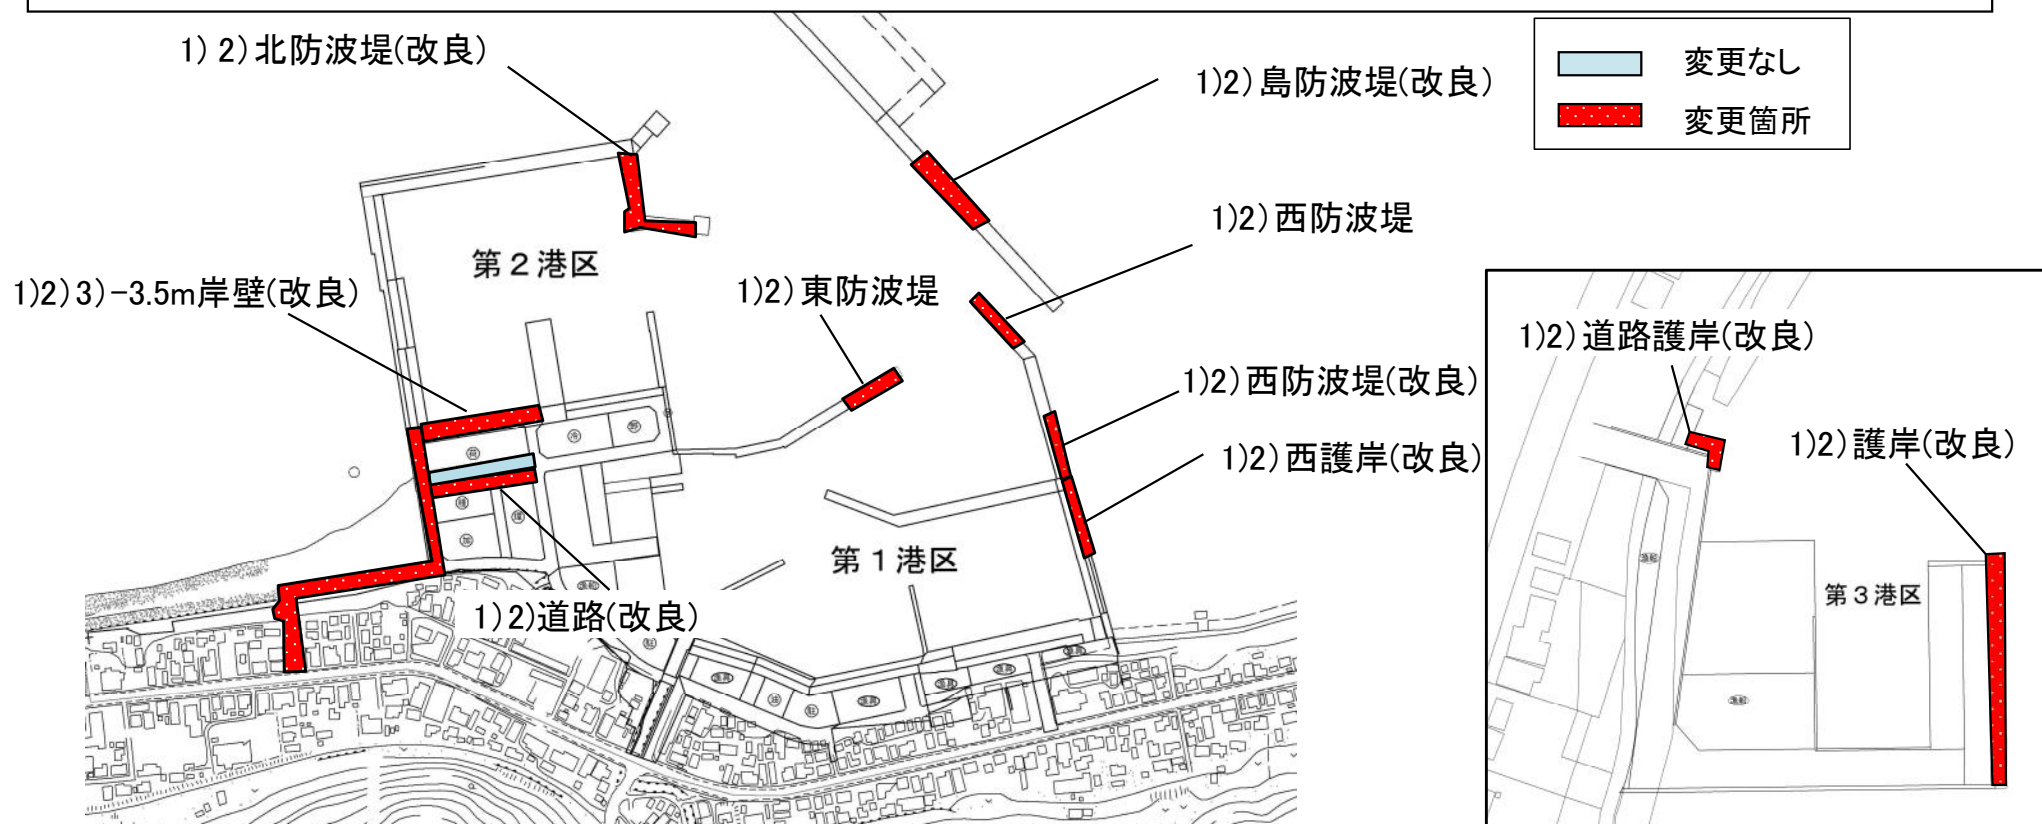 1) 2) 北防波堤(改良)
1)2) 島防波堤(改良)
変更なし
変更箇所
1)2) 西防波堤
第２港区
1)2) 3) -3.5m岸壁(改良)
1)2) 東防波堤
1)2) 道路護岸(改良)
1)2) 西防波堤(改良)
1)2) 護岸(改良)
1)2) 西護岸(改良)
第１港区
第３港区
1) 2)道路(改良)